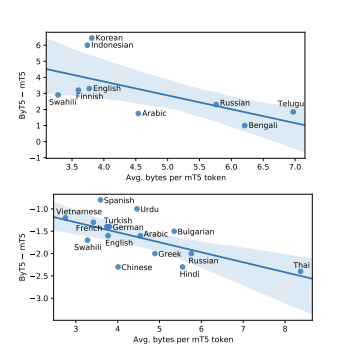 6
5
4
3
2
1
0
−1
ByT5 − mT5
Korean
Indonesian
English
Finnish
Swahili
Arabic
Russian
Telugu
Bengali
3.5
4.0
4.5
5.0
5.5
6.0
6.5
7.0
Avg. bytes per mT5 token
−1.0
−1.5
−2.0
−2.5
−3.0
ByT5 − mT5
Spanish
Urdu
Vietnamese
Turkish
French
German
Swahili
English
Arabic
Bulgarian
Greek
Russian
Chinese
Hindi
Thai
3
4
5
6
7
8
Avg. bytes per mT5 token